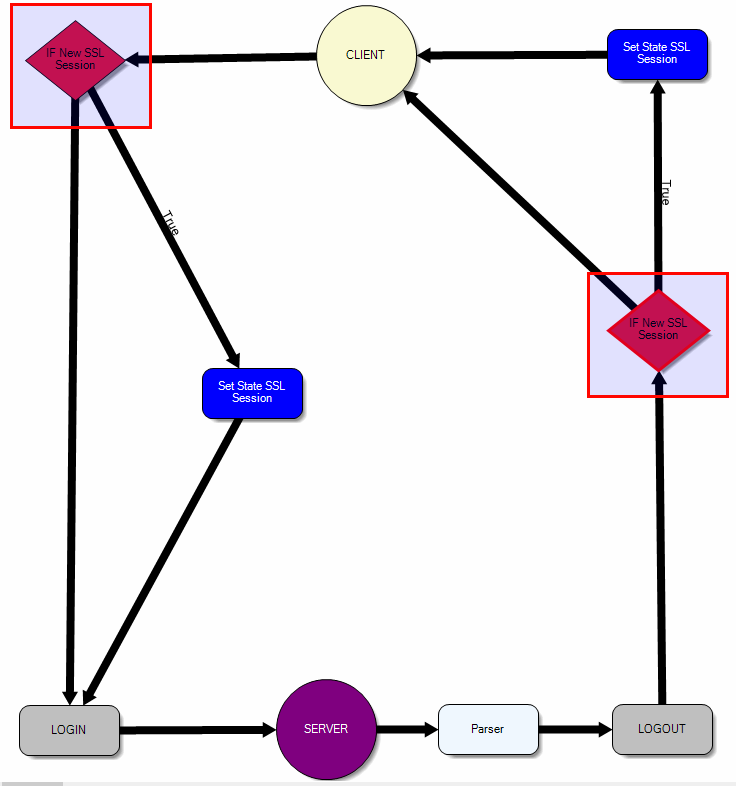 IF New SSL
Session
CLIENT
Set State SSL
Session
True
True
IF New SSL
Session
Set State SSL
Session
LOGIN
SERVER
Parser
LOGOUT